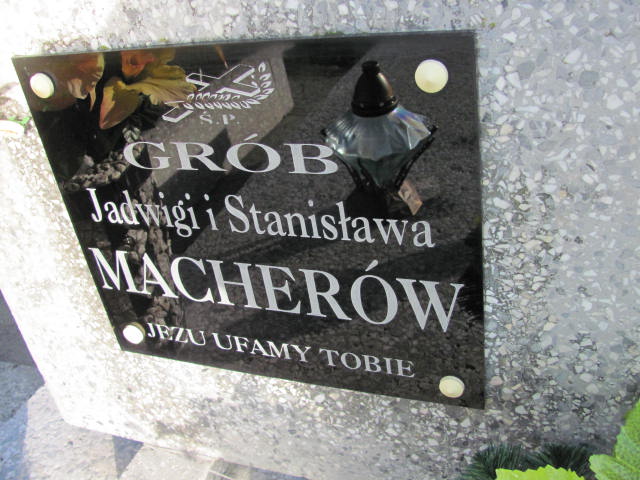 Ś.P.
GRÓB
Jadwigi i Stanisława
MACHERÓW
JEZU UFAMY TOBIE